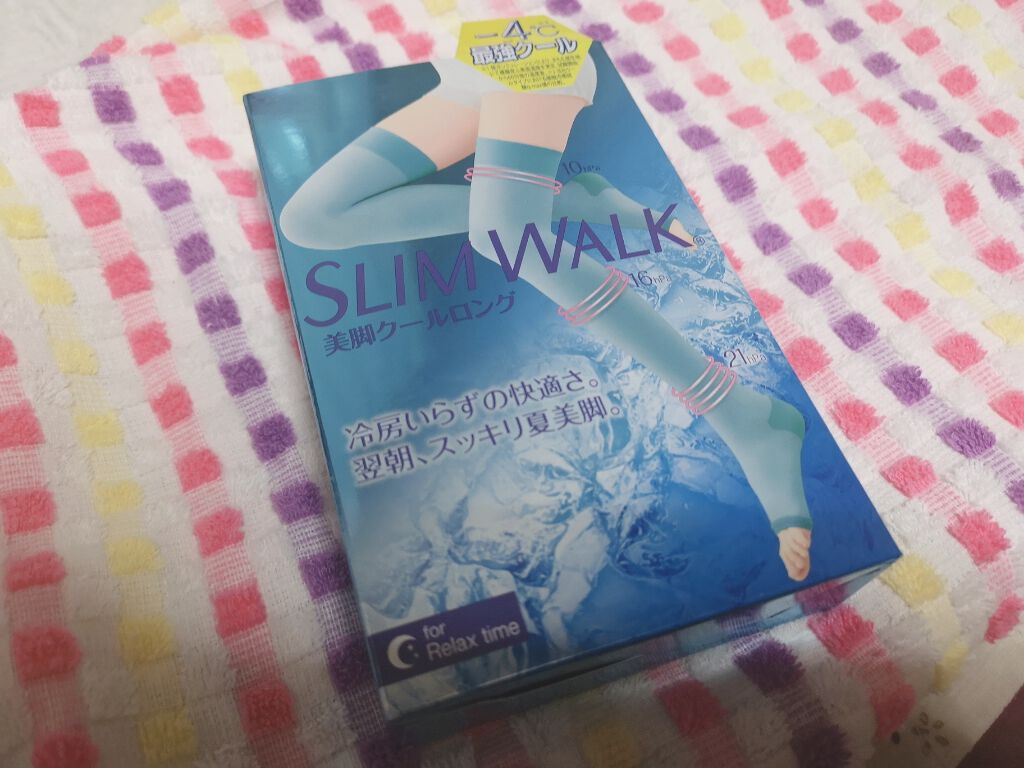 -4℃
最強クール
10hPa
SLIM WALK®
16hPa
美脚クールロング
21hPa
冷房いらずの快適さ。
翌朝、スッキリ夏美脚。
for
Relax time